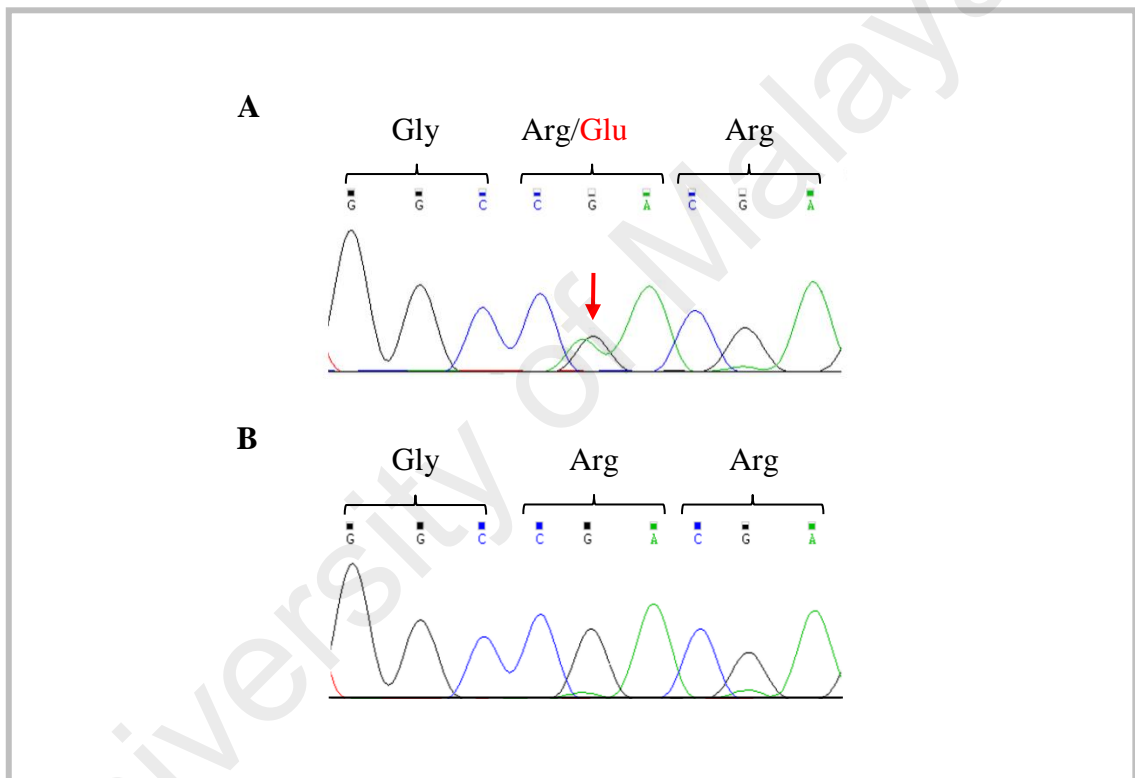 A
Gly Arg/Glu Arg
G G C C G A C G A
B
Gly Arg Arg
G G C C G A C G A
University of Malaya